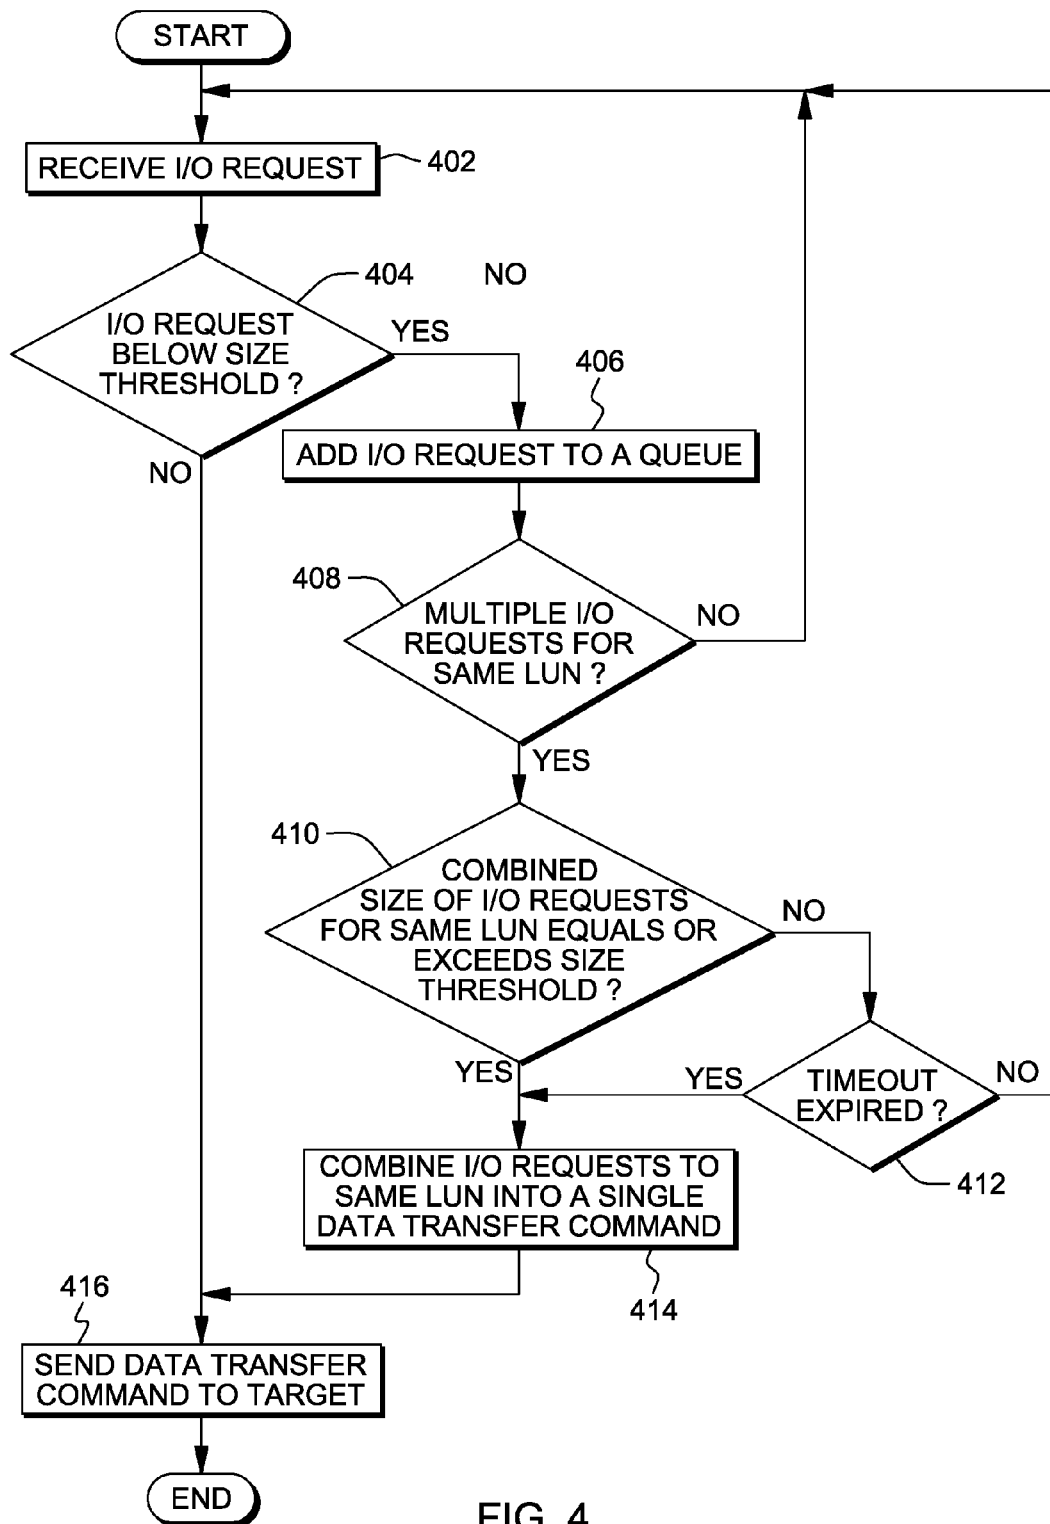 START
RECEIVE I/O REQUEST
402
404
NO
I/O REQUEST
BELOW SIZE
THRESHOLD ?
YES
NO
406
ADD I/O REQUEST TO A QUEUE
408
MULTIPLE I/O
REQUESTS FOR
SAME LUN ?
NO
YES
410
COMBINED
SIZE OF I/O REQUESTS
FOR SAME LUN EQUALS OR
EXCEEDS SIZE
THRESHOLD ?
NO
YES
YES
TIMEOUT
EXPIRED ?
NO
412
COMBINE I/O REQUESTS TO
SAME LUN INTO A SINGLE
DATA TRANSFER COMMAND
414
416
SEND DATA TRANSFER
COMMAND TO TARGET
END
FIG. 4